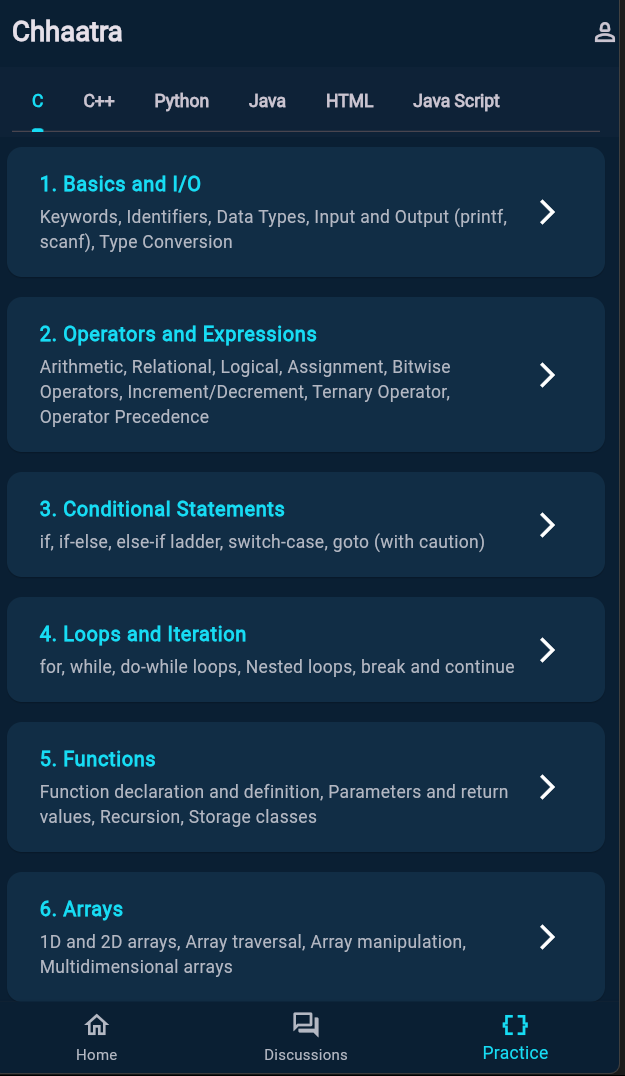 Chhaatra
C C++ Python Java HTML Java Script
1. Basics and I/O
Keywords, Identifiers, Data Types, Input and Output (printf,
scanf), Type Conversion
2. Operators and Expressions
Arithmetic, Relational, Logical, Assignment, Bitwise
Operators, Increment/Decrement, Ternary Operator,
Operator Precedence
3. Conditional Statements
if, if-else, else-if ladder, switch-case, goto (with caution)
4. Loops and Iteration
for, while, do-while loops, Nested loops, break and continue
5. Functions
Function declaration and definition, Parameters and return
values, Recursion, Storage classes
6. Arrays
1D and 2D arrays, Array traversal, Array manipulation,
Multidimensional arrays
Home Discussions Practice